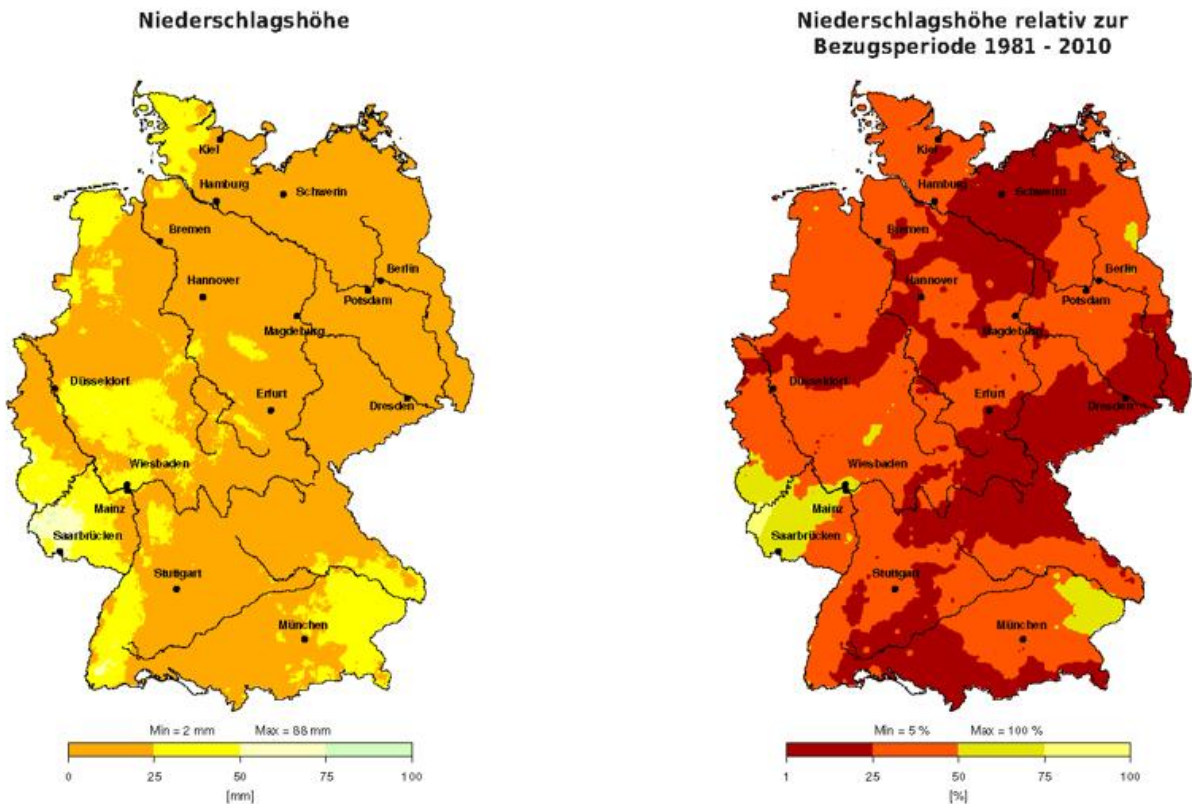 Niederschlagshöhe
Kiel
Hamburg
Schwerin
Bremen
Berlin
Hannover
Potsdam
Magdeburg
Düsseldorf
Erfurt
Dresden
Wiesbaden
Mainz
Saarbrücken
Stuttgart
München
Min = 2 mm Max = 88 mm
0 25 50 75 100
[mm]
Niederschlagshöhe relativ zur
Bezugsperiode 1981 - 2010
Kiel
Hamburg
Schwerin
Bremen
Berlin
Hannover
Potsdam
Magdeburg
Düsseldorf
Erfurt
Dresden
Wiesbaden
Mainz
Saarbrücken
Stuttgart
München
Min = 5 % Max = 100 %
1 25 50 75 100
[%]